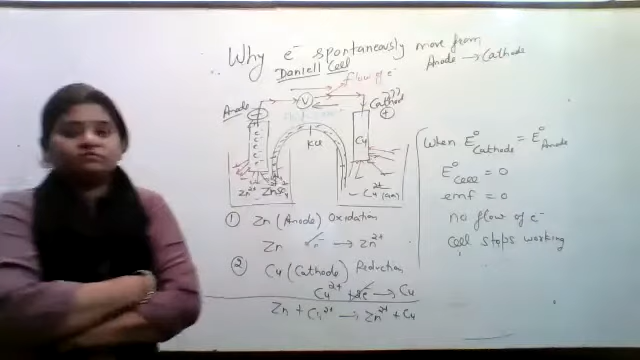 Why e⁻ spontaneously move from
Anode → Cathode
Daniell Cell
flow of e⁻
Anode
Cathod
V
+
KCl
Cu
Zn²⁺ ZnSO₄
Cu²⁺(aq)
① Zn (Anode) Oxidation
Zn → Zn²⁺
② Cu (Cathode) Reduction
Cu²⁺ +2e⁻ → Cu
Zn + Cu²⁺ → Zn²⁺ + Cu
When E°Cathode = E°Anode
E°Cell = 0
emf = 0
no flow of e⁻
Cell stops working